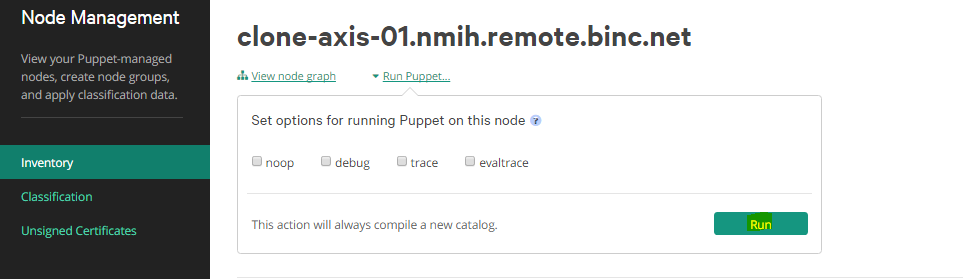 Node Management
View your Puppet-managed
nodes, create node groups,
and apply classification data.
Inventory
Classification
Unsigned Certificates
clone-axis-01.nmih.remote.binc.net
View node graph
Run Puppet...
Set options for running Puppet on this node ?
noop debug trace evaltrace
This action will always compile a new catalog.
Run